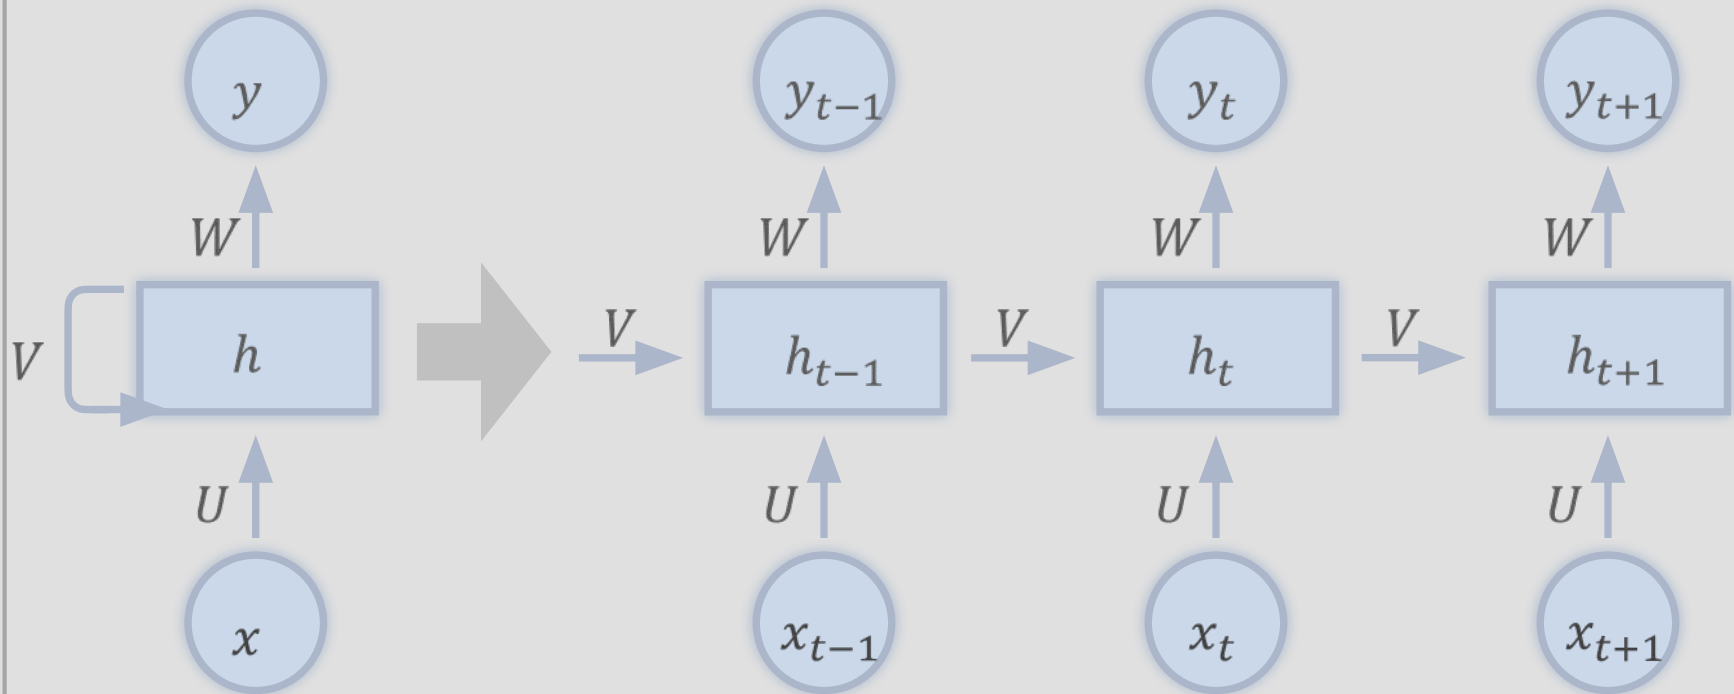 y y_{t-1} y_t y_{t+1}
W W W W
V h V h_{t-1} V h_t V h_{t+1}
U U U U
x x_{t-1} x_t x_{t+1}